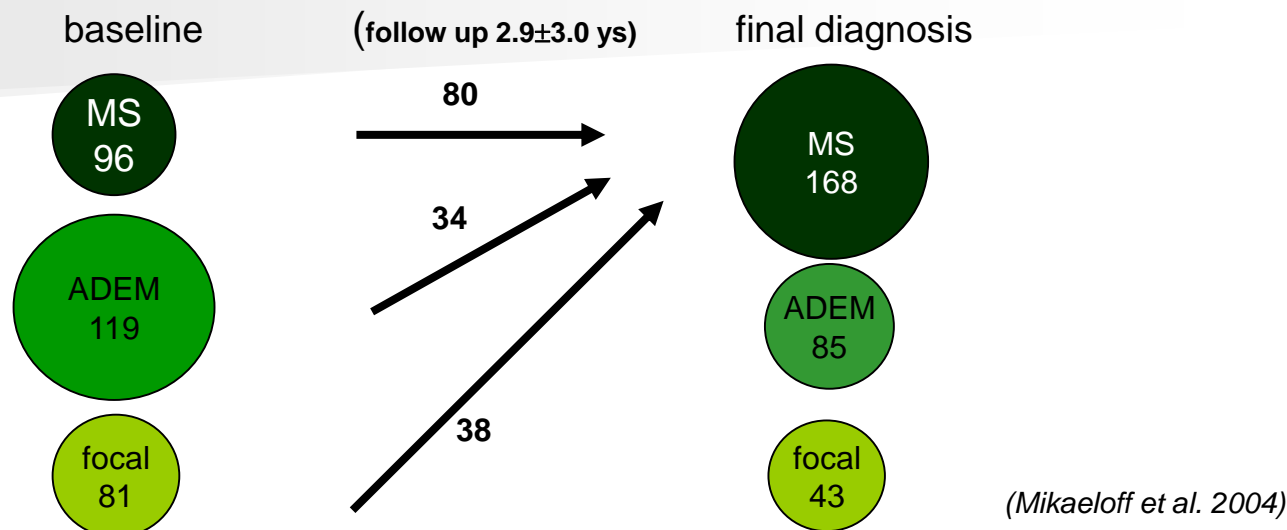 baseline (follow up 2.9±3.0 ys) final diagnosis
80
MS
96
MS
168
34
ADEM
119
ADEM
85
38
focal
81
focal
43
(Mikaeloff et al. 2004)